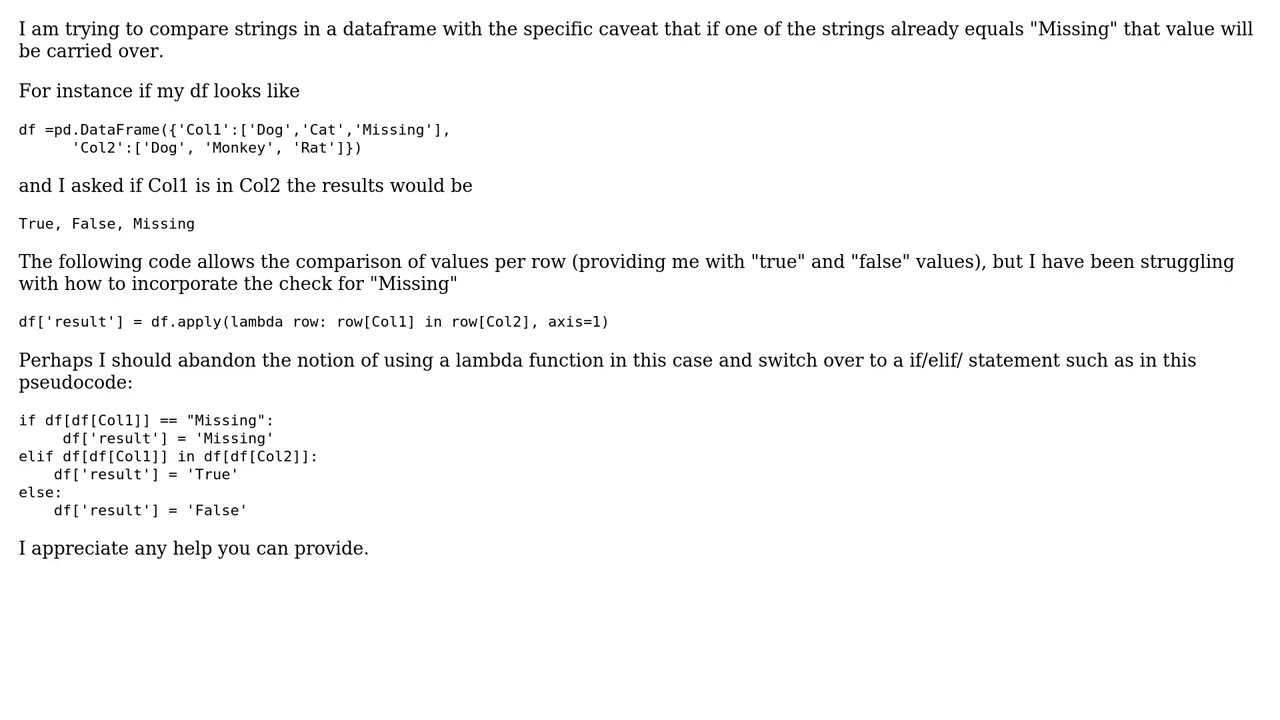 I am trying to compare strings in a dataframe with the specific caveat that if one of the strings already equals "Missing" that value will
be carried over.
For instance if my df looks like
df =pd.DataFrame({'Col1':['Dog','Cat','Missing'],
      'Col2':['Dog', 'Monkey', 'Rat']})
and I asked if Col1 is in Col2 the results would be
True, False, Missing
The following code allows the comparison of values per row (providing me with "true" and "false" values), but I have been struggling
with how to incorporate the check for "Missing"
df['result'] = df.apply(lambda row: row[Col1] in row[Col2], axis=1)
Perhaps I should abandon the notion of using a lambda function in this case and switch over to a if/elif/ statement such as in this
pseudocode:
if df[df[Col1]] == "Missing":
     df['result'] = 'Missing'
elif df[df[Col1]] in df[df[Col2]]:
    df['result'] = 'True'
else:
    df['result'] = 'False'
I appreciate any help you can provide.